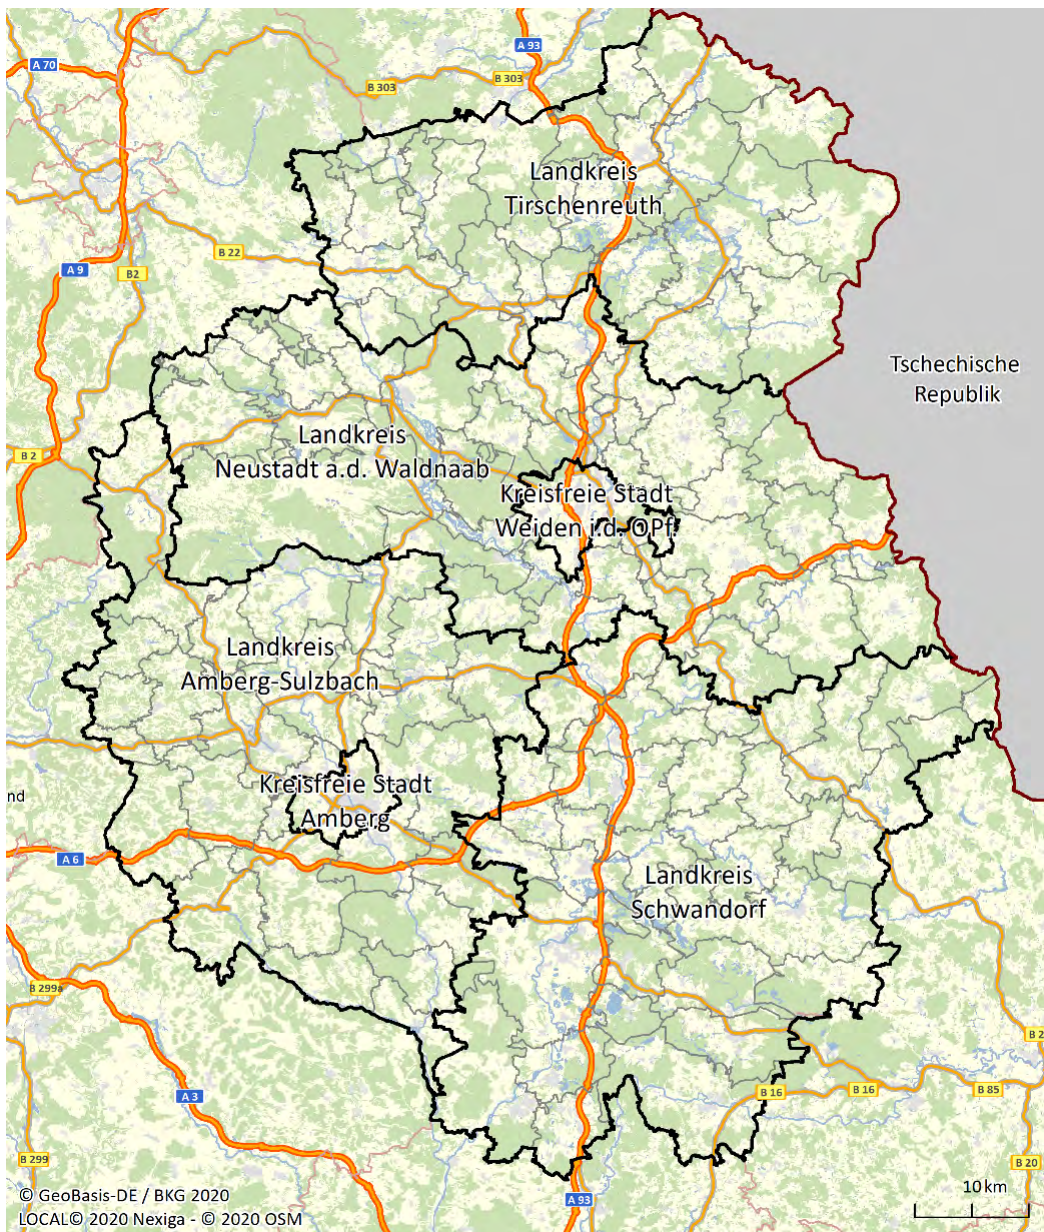 A 93
A 70
B 303
B 303
Landkreis
Tirschenreuth
B 22
A 9
B2
Tschechische
Republik
Landkreis
Neustadt a.d. Waldnaab
B 2
Kreisfreie Stadt
Weiden i.d. OPf.
Landkreis
Amberg-Sulzbach
Kreisfreie Stadt
Amberg
nd
A 6
Landkreis
Schwandorf
B 299a
B 2
A 3
B 16
B 16
B 85
B 299
B 20
10 km
A 93
© GeoBasis-DE / BKG 2020
LOCAL© 2020 Nexiga - © 2020 OSM